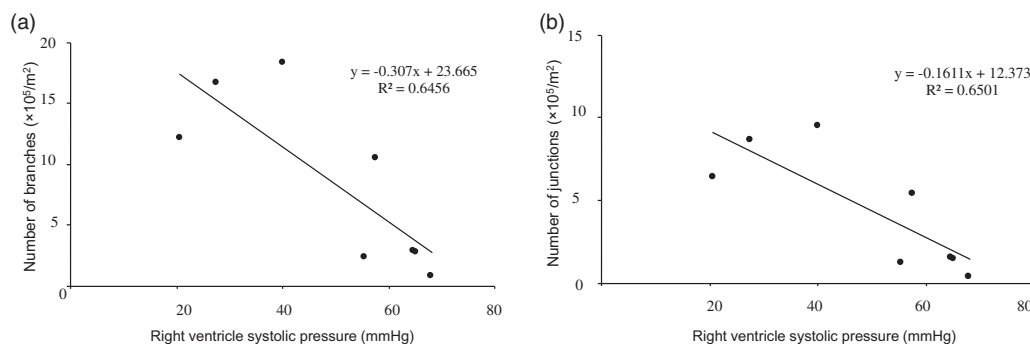 (a)
20
15
10
5
0
20
40
60
80
Number of branches (×10⁵/m²)
Right ventricle systolic pressure (mmHg)
y = -0.307x + 23.665
R² = 0.6456
(b)
15
10
5
0
20
40
60
80
Number of junctions (×10⁵/m²)
Right ventricle systolic pressure (mmHg)
y = -0.1611x + 12.373
R² = 0.6501